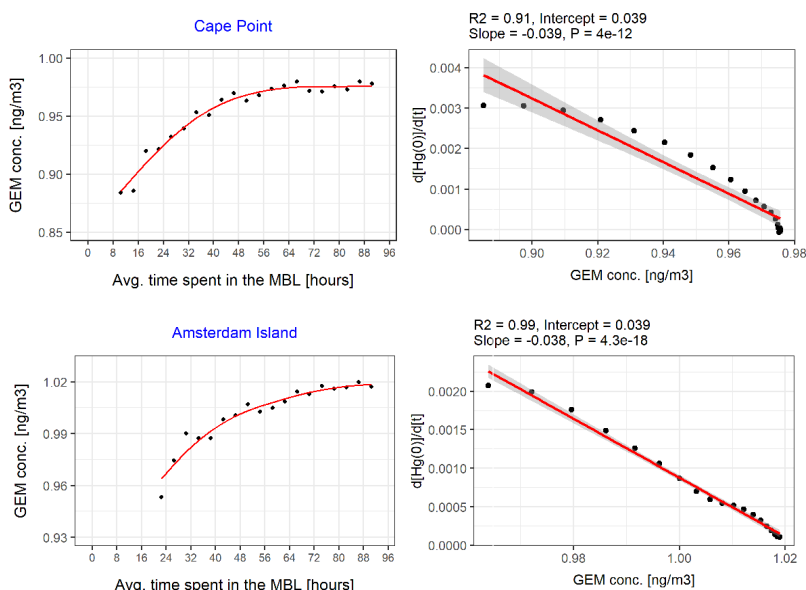 Cape Point
GEM conc. [ng/m3]
1.00
0.95
0.90
0.85
0 8 16 24 32 40 48 56 64 72 80 88 96
Avg. time spent in the MBL [hours]
R2 = 0.91, Intercept = 0.039
Slope = -0.039, P = 4e-12
d[Hg(0)]/d[t]
0.004
0.003
0.002
0.001
0.000
0.90 0.92 0.94 0.96 0.98
GEM conc. [ng/m3]
Amsterdam Island
GEM conc. [ng/m3]
1.02
0.99
0.96
0.93
0 8 16 24 32 40 48 56 64 72 80 88 96
Avg. time spent in the MBL [hours]
R2 = 0.99, Intercept = 0.039
Slope = -0.038, P = 4.3e-18
d[Hg(0)]/d[t]
0.0020
0.0015
0.0010
0.0005
0.0000
0.98 1.00 1.02
GEM conc. [ng/m3]